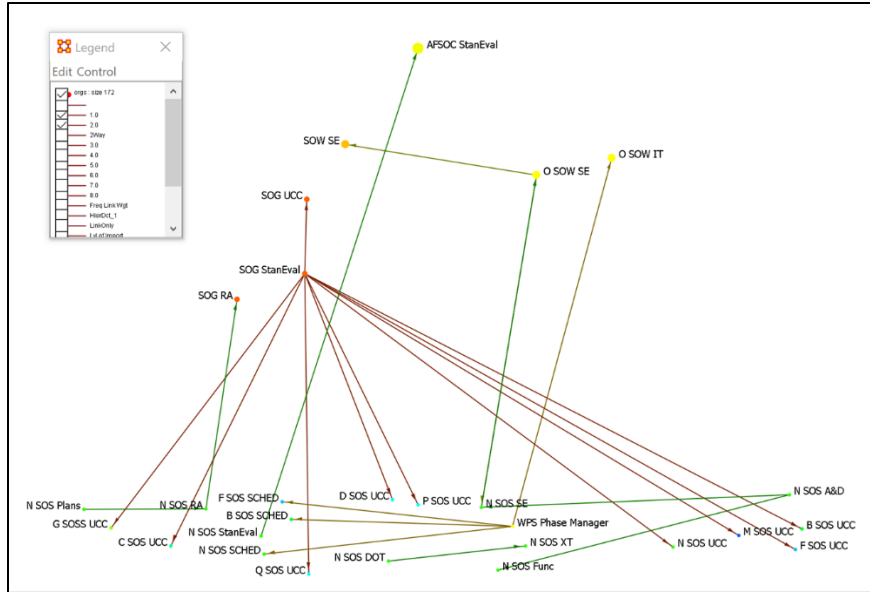 Legend
Edit Control
orgs : size 172
1.0
2.0
2Way
3.0
4.0
5.0
6.0
7.0
8.0
Freq Link Wgt
HierDct_1
LinkOnly
AFSOC StanEval
SOW SE
O SOW IT
O SOW SE
SOG UCC
SOG StanEval
SOG RA
N SOS Plans
N SOS RA
F SOS SCHED
D SOS UCC
P SOS UCC
N SOS SE
N SOS A&D
G SOSS UCC
B SOS SCHED
WPS Phase Manager
B SOS UCC
C SOS UCC
N SOS StanEval
N SOS SCHED
N SOS DOT
N SOS XT
N SOS UCC
M SOS UCC
F SOS UCC
Q SOS UCC
N SOS Func